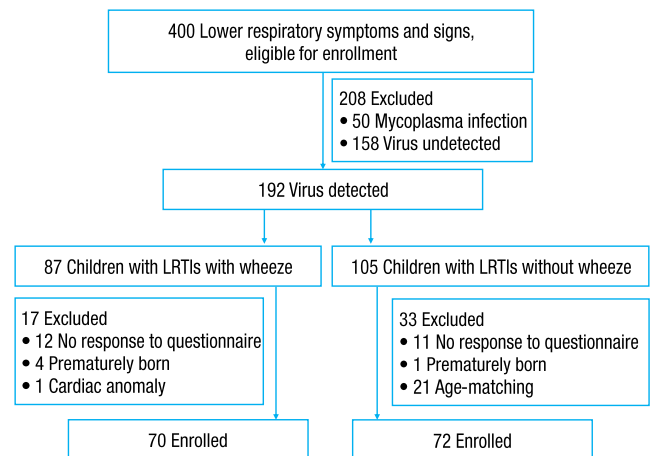 400 Lower respiratory symptoms and signs,
eligible for enrollment
208 Excluded
• 50 Mycoplasma infection
• 158 Virus undetected
192 Virus detected
87 Children with LRTIs with wheeze
105 Children with LRTIs without wheeze
17 Excluded
• 12 No response to questionnaire
• 4 Prematurely born
• 1 Cardiac anomaly
33 Excluded
• 11 No response to questionnaire
• 1 Prematurely born
• 21 Age-matching
70 Enrolled
72 Enrolled